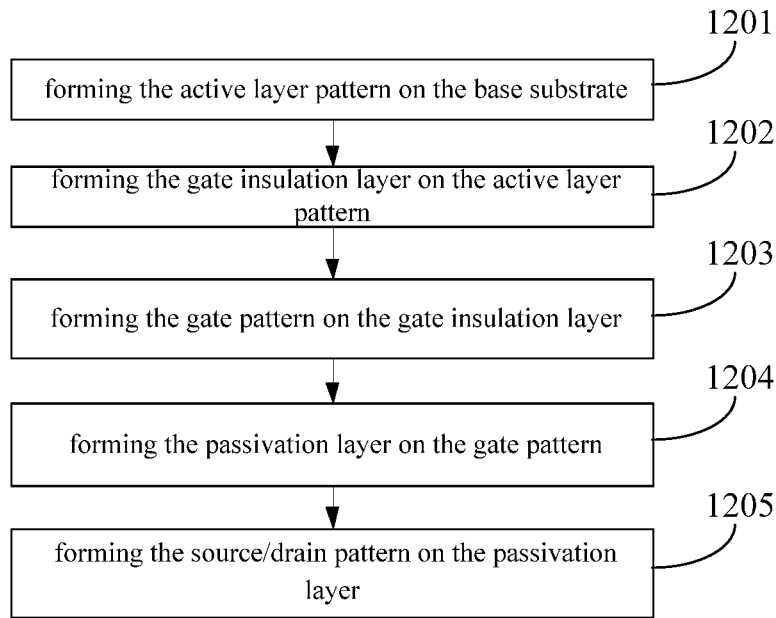 1201
forming the active layer pattern on the base substrate
1202
forming the gate insulation layer on the active layer
pattern
1203
forming the gate pattern on the gate insulation layer
1204
forming the passivation layer on the gate pattern
1205
forming the source/drain pattern on the passivation
layer